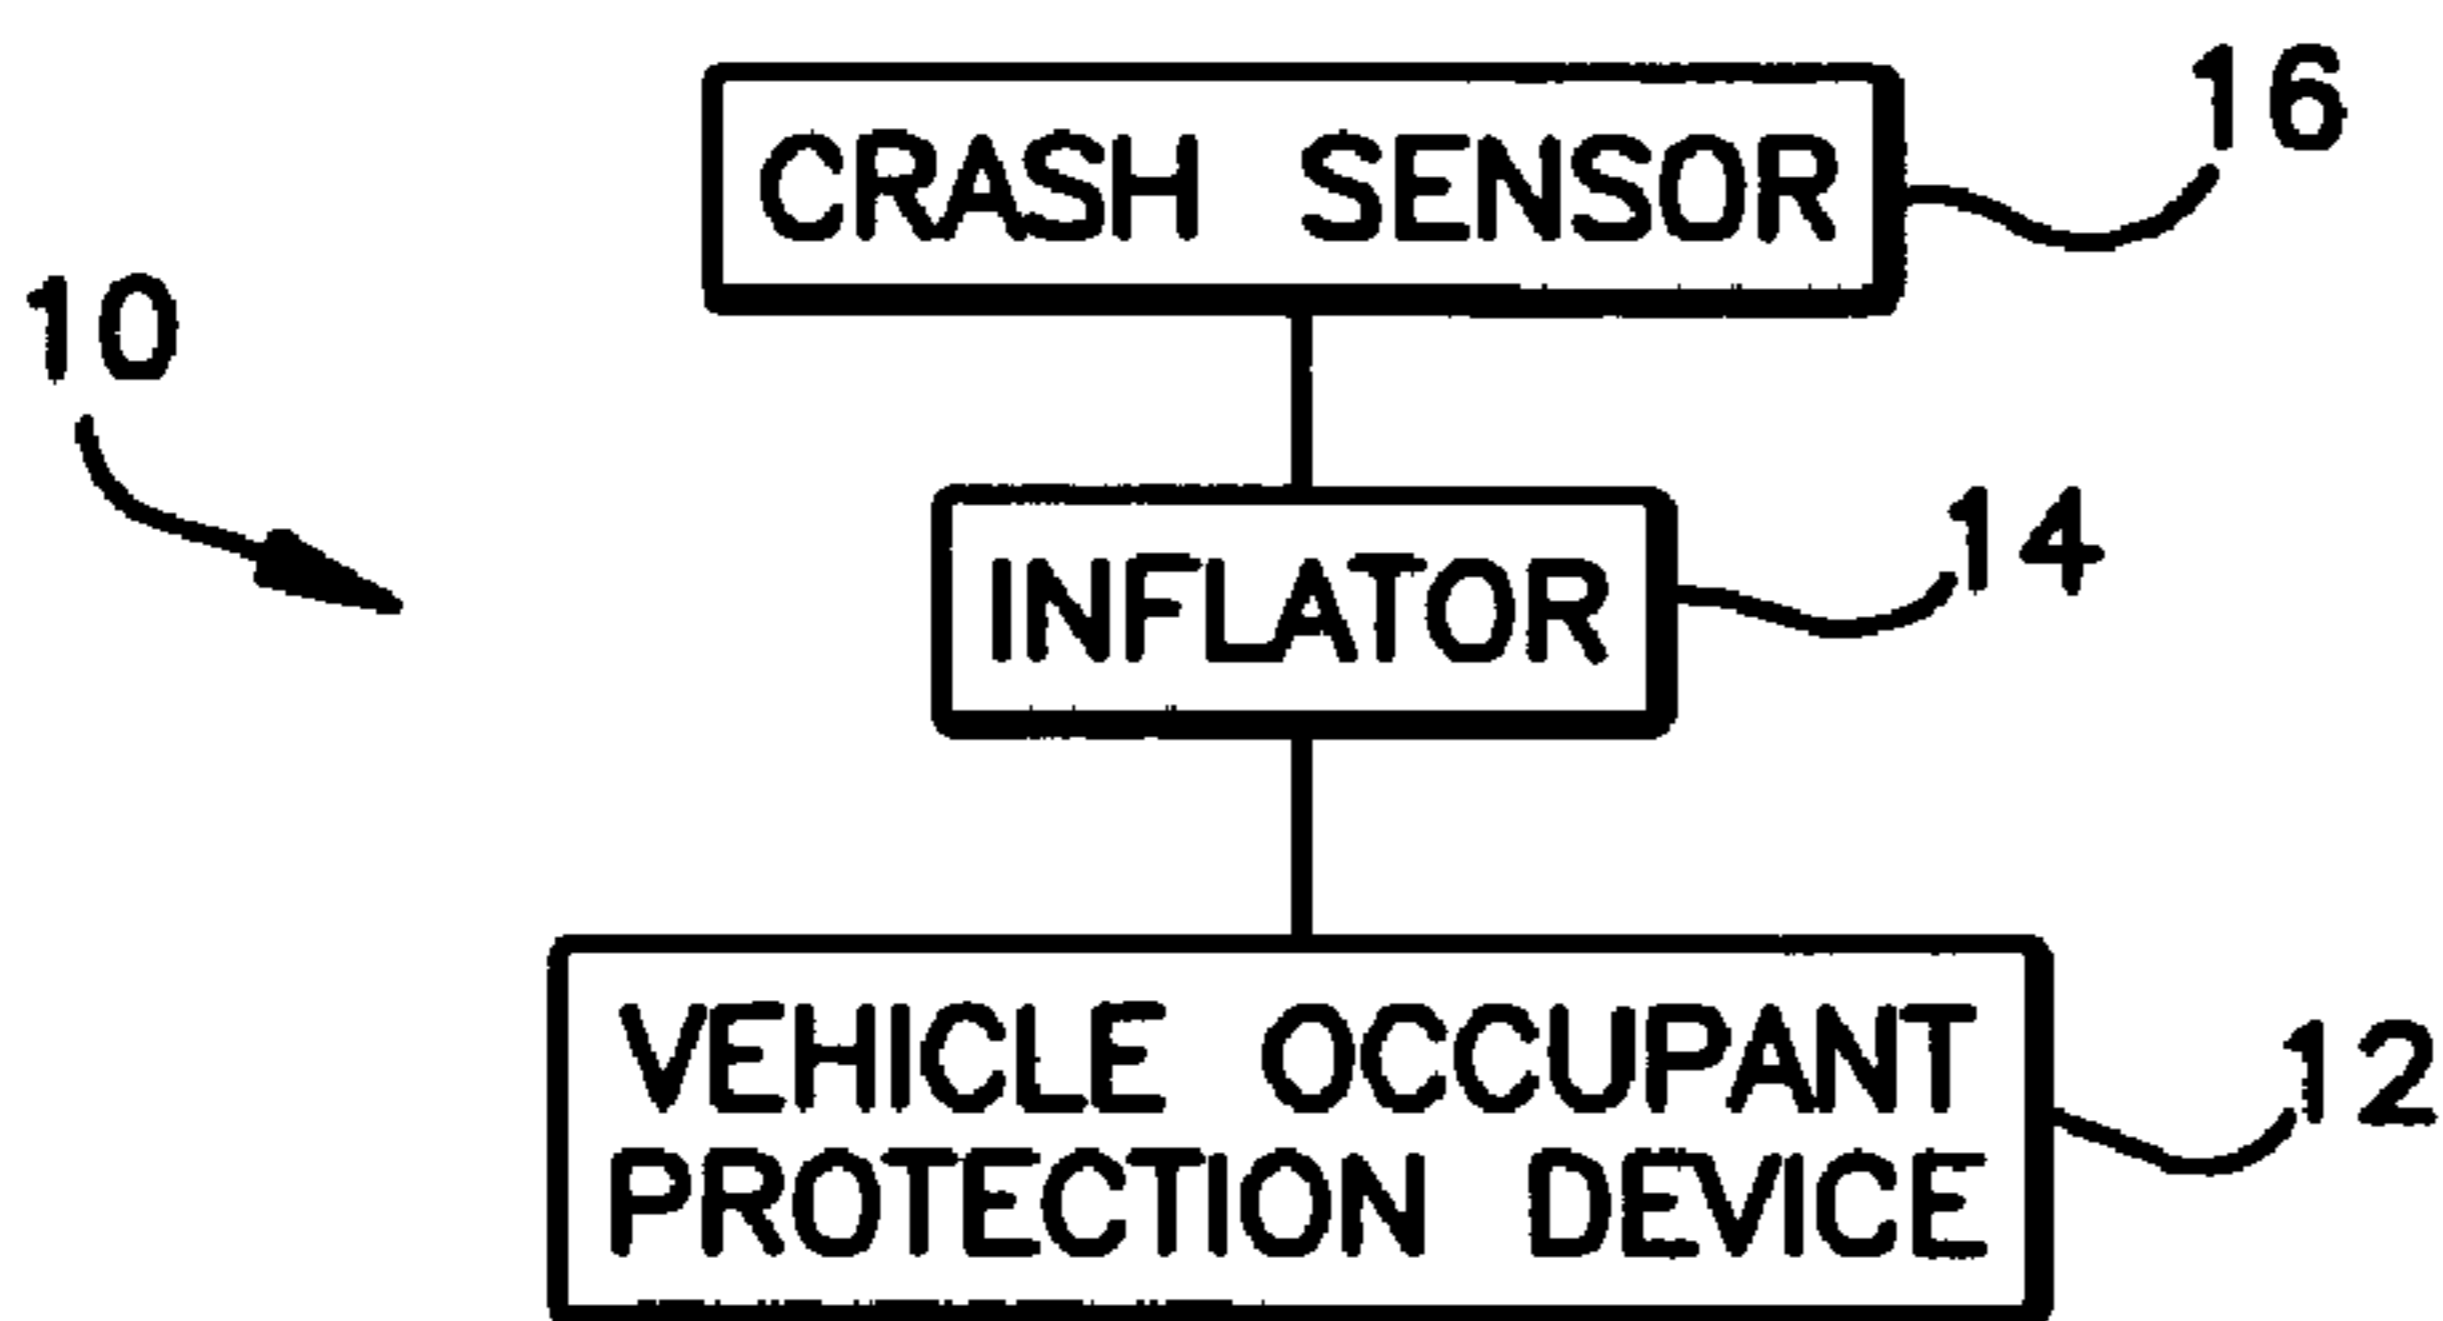 16
CRASH SENSOR
10
14
INFLATOR
VEHICLE OCCUPANT
12
PROTECTION DEVICE